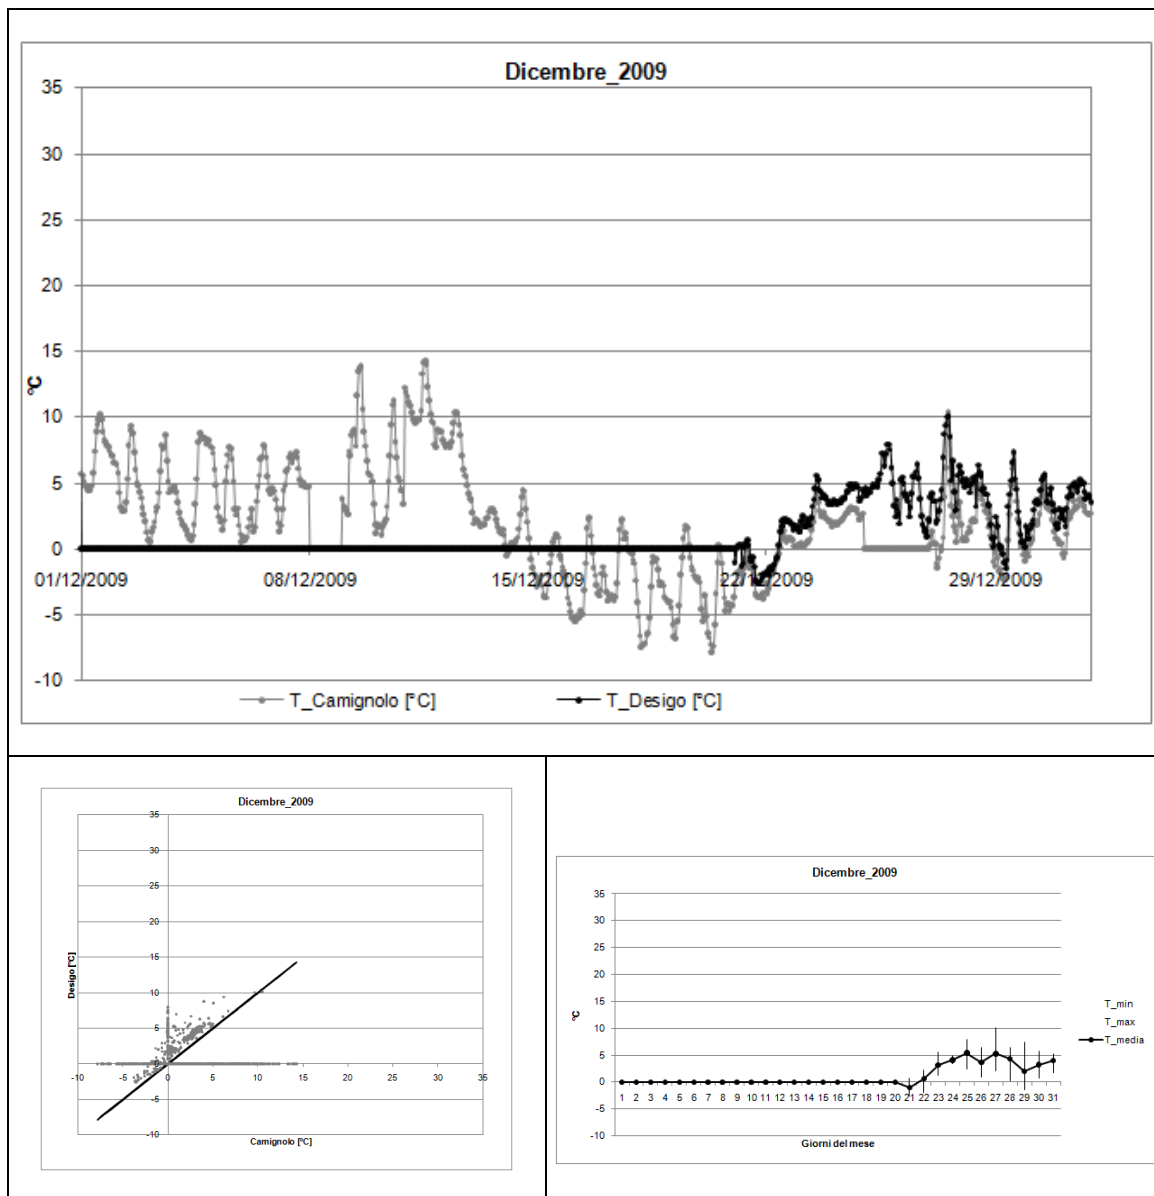 Dicembre_2009
35
30
25
20
15
10
5
0
-5
-10
°C
01/12/2009 08/12/2009 15/12/2009 22/12/2009 29/12/2009
T_Camignolo [°C] T_Desigo [°C]
Dicembre_2009
35
30
25
20
15
10
5
0
-5
-10
-10 -5 0 5 10 15 20 25 30 35
Desigo [°C]
Camignolo [°C]
Dicembre_2009
35
30
25
20
15
10
5
0
-5
-10
°C
1 2 3 4 5 6 7 8 9 10 11 12 13 14 15 16 17 18 19 20 21 22 23 24 25 26 27 28 29 30 31
Giorni del mese
T_min
T_max
T_media